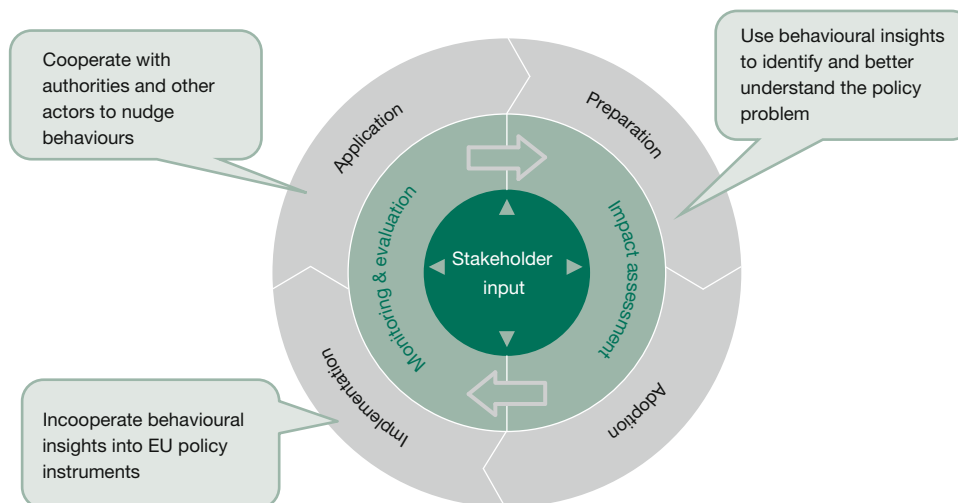 Cooperate with
authorities and other
actors to nudge
behaviours
Use behavioural insights
to identify and better
understand the policy
problem
Application
Preparation
Monitoring & evaluation
Impact assessment
Stakeholder
input
Implementation
Adoption
Incooperate behavioural
insights into EU policy
instruments